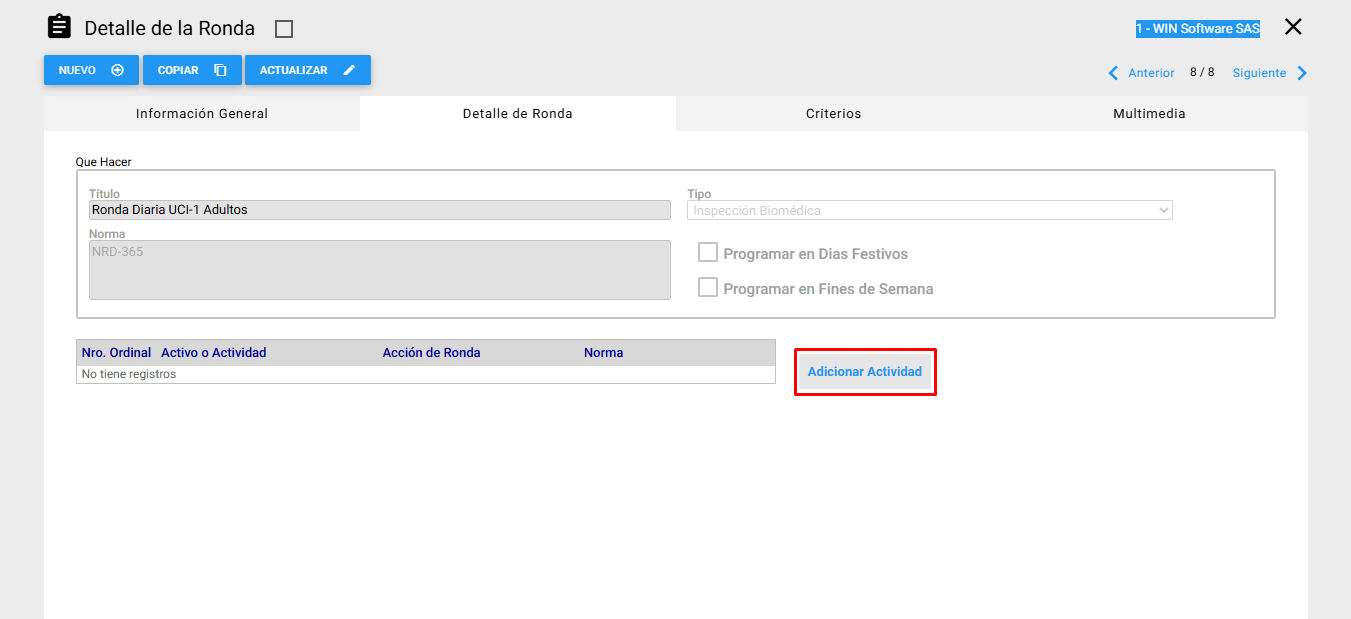 Detalle de la Ronda
1 - WIN Software SAS
NUEVO COPIAR ACTUALIZAR
Anterior 8 / 8 Siguiente
Información General Detalle de Ronda Criterios Multimedia
Que Hacer
Título
Ronda Diaria UCI-1 Adultos
Tipo
Inspección Biomédica
Norma
NRD-365
Programar en Dias Festivos
Programar en Fines de Semana
Nro. Ordinal Activo o Actividad Acción de Ronda Norma
No tiene registros
Adicionar Actividad